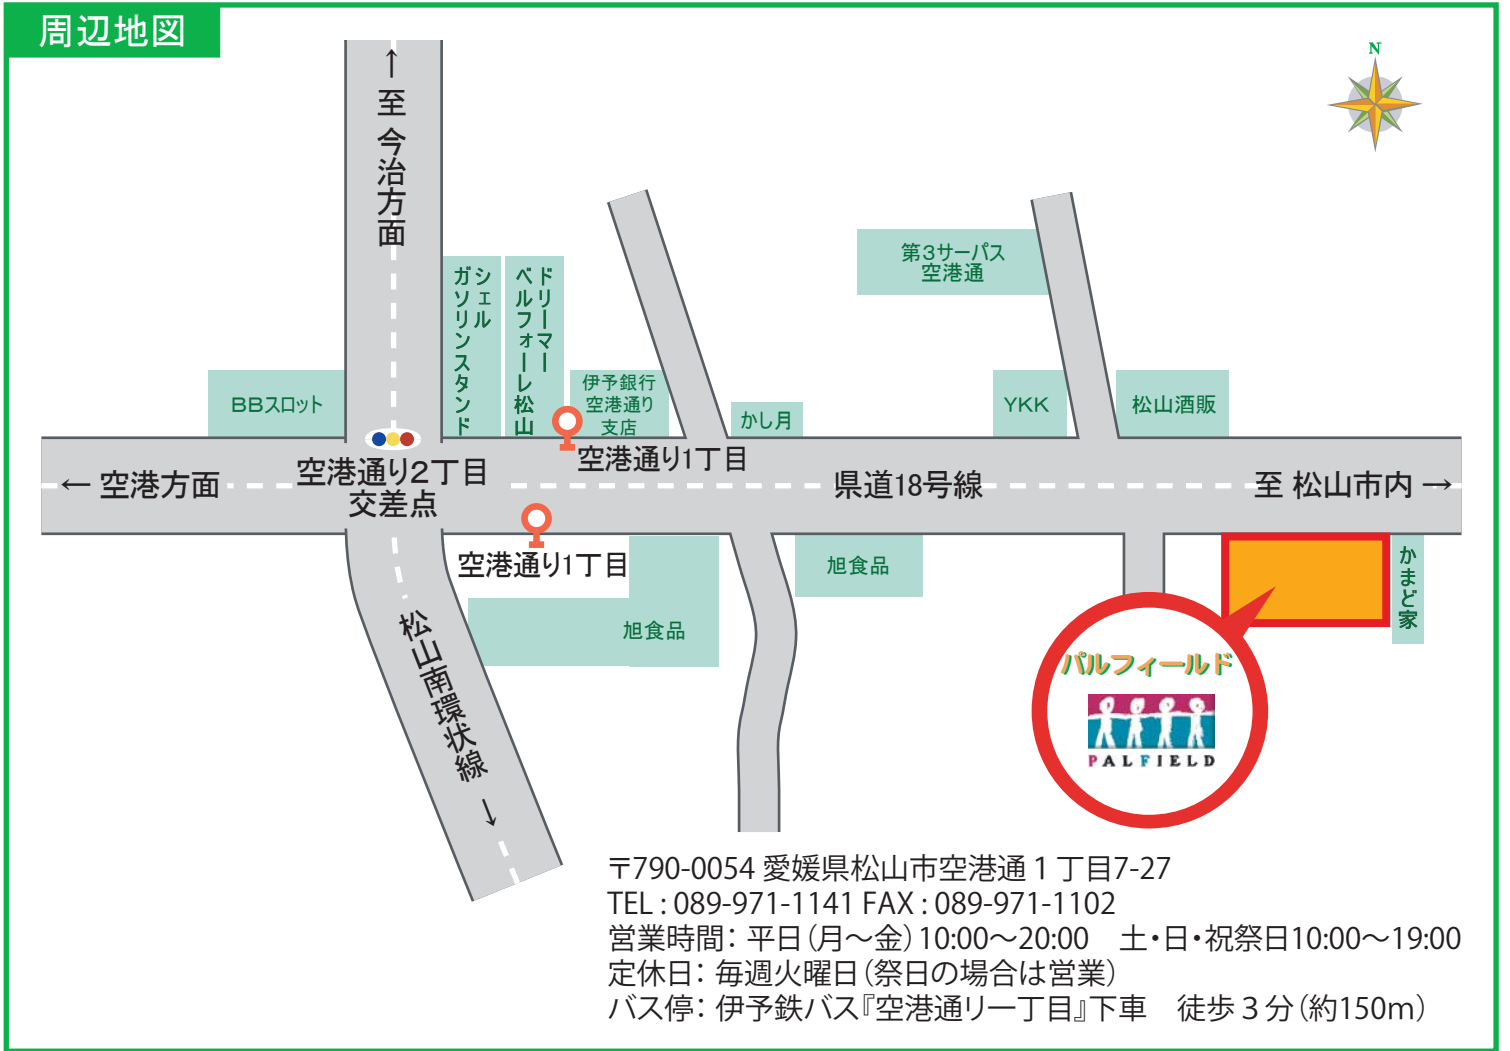 周辺地図
N
↑ 至 今治方面
第3サーパス
空港通
シェル
ガソリンスタンド
ドリーマー
ベルフォーレ松山
BBスロット
伊予銀行
空港通り
支店
かし月
YKK
松山酒販
空港通り1丁目
← 空港方面
空港通り2丁目
交差点
県道18号線
至 松山市内 →
空港通り1丁目
旭食品
旭食品
かまど家
松山南環状線 →
パルフィールド
PALFIELD
〒790-0054 愛媛県松山市空港通1丁目7-27
TEL : 089-971-1141 FAX : 089-971-1102
営業時間：平日（月～金）10:00～20:00　土・日・祝祭日10:00～19:00
定休日：毎週火曜日（祭日の場合は営業）
バス停：伊予鉄バス『空港通り一丁目』下車　徒歩3分（約150m）